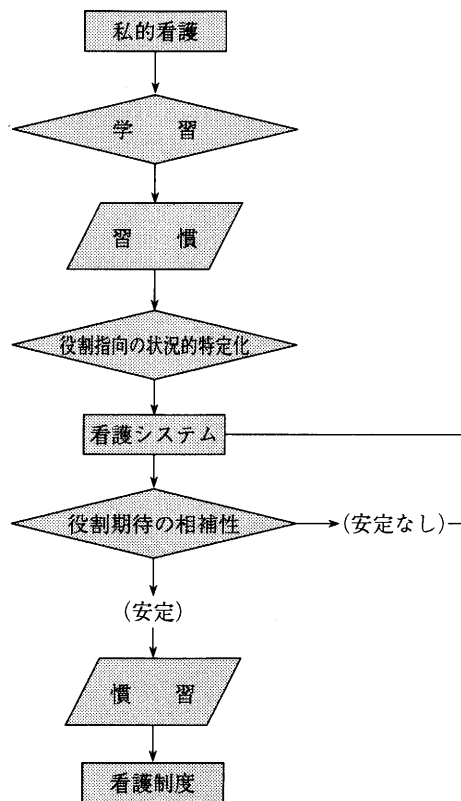 私的看護
学 習
習 慣
役割指向の状況的特定化
看護システム
役割期待の相補性
(安定なし)
(安定)
慣 習
看護制度